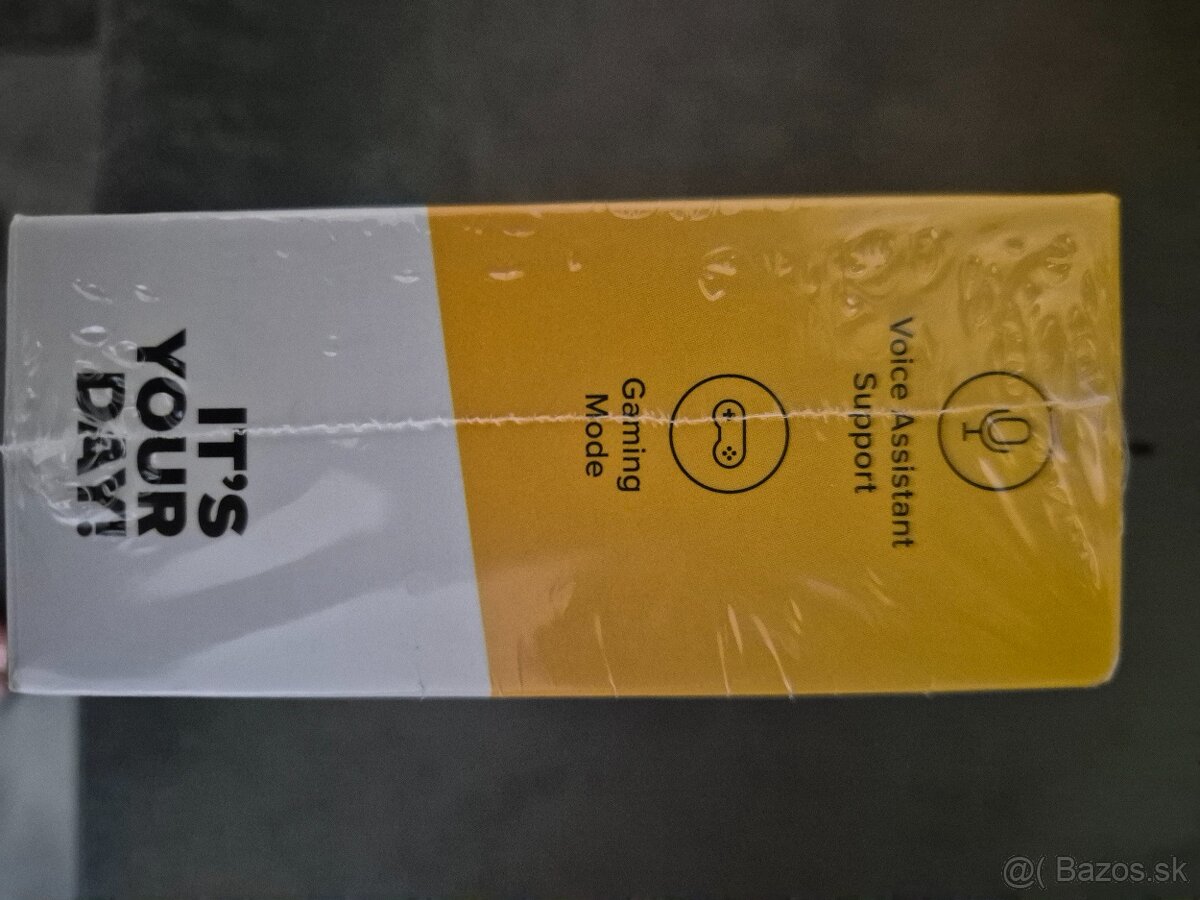 Voice Assistant
Support
Gaming
Mode
IT'S
YOUR
DAY!
@( Bazos.sk